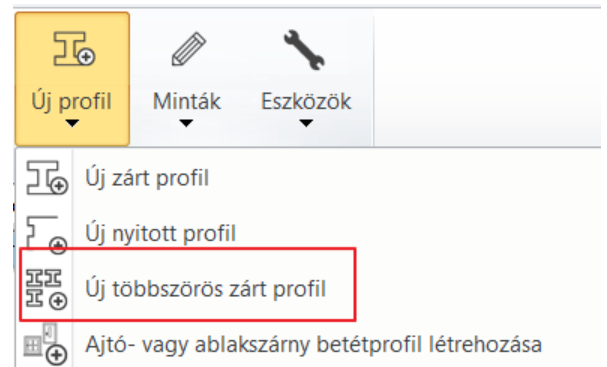 Új profil Minták Eszközök
Új zárt profil
Új nyitott profil
Új többszörös zárt profil
Ajtó- vagy ablakszárny betétprofil létrehozása